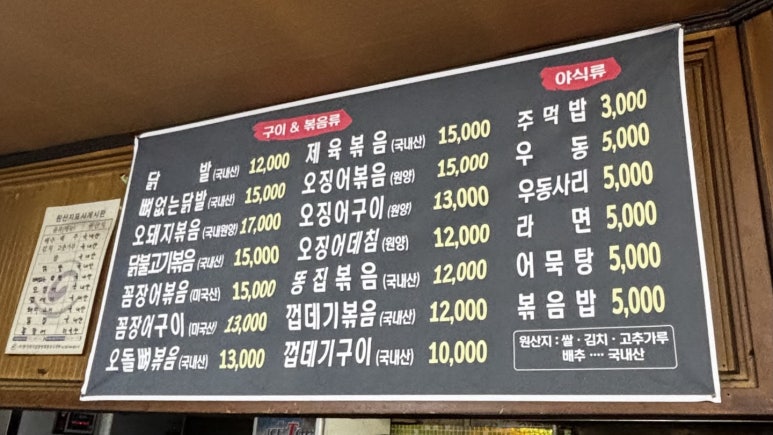 구이 & 볶음류
닭 발 (국내산) 12,000
뼈없는닭발 (국내산) 15,000
오돼지볶음 (국내원양) 17,000
닭불고기볶음 (국내산) 15,000
꼼장어볶음 (미국산) 15,000
꼼장어구이 (미국산) 13,000
오돌뼈볶음 (국내산) 13,000
제육볶음 (국내산) 15,000
오징어볶음 (원양) 15,000
오징어구이 (원양) 13,000
오징어데침 (원양) 12,000
똥집볶음 (국내산) 12,000
껍데기볶음 (국내산) 12,000
껍데기구이 (국내산) 10,000
야식류
주먹밥 3,000
우 동 5,000
우동사리 5,000
라 면 5,000
어묵탕 5,000
볶음밥 5,000
원산지 : 쌀 · 김치 · 고추가루
배추 ···· 국내산
원산지표시게시판